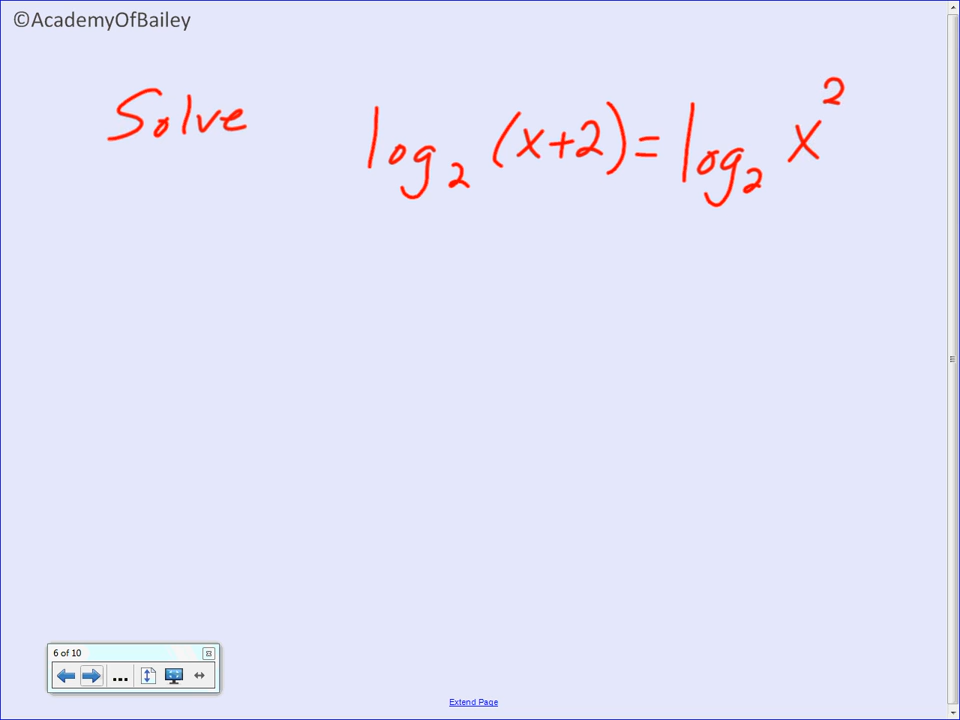 ©AcademyOfBailey
Solve log₂ (x+2) = log₂ x²
6 of 10
...
Extend Page